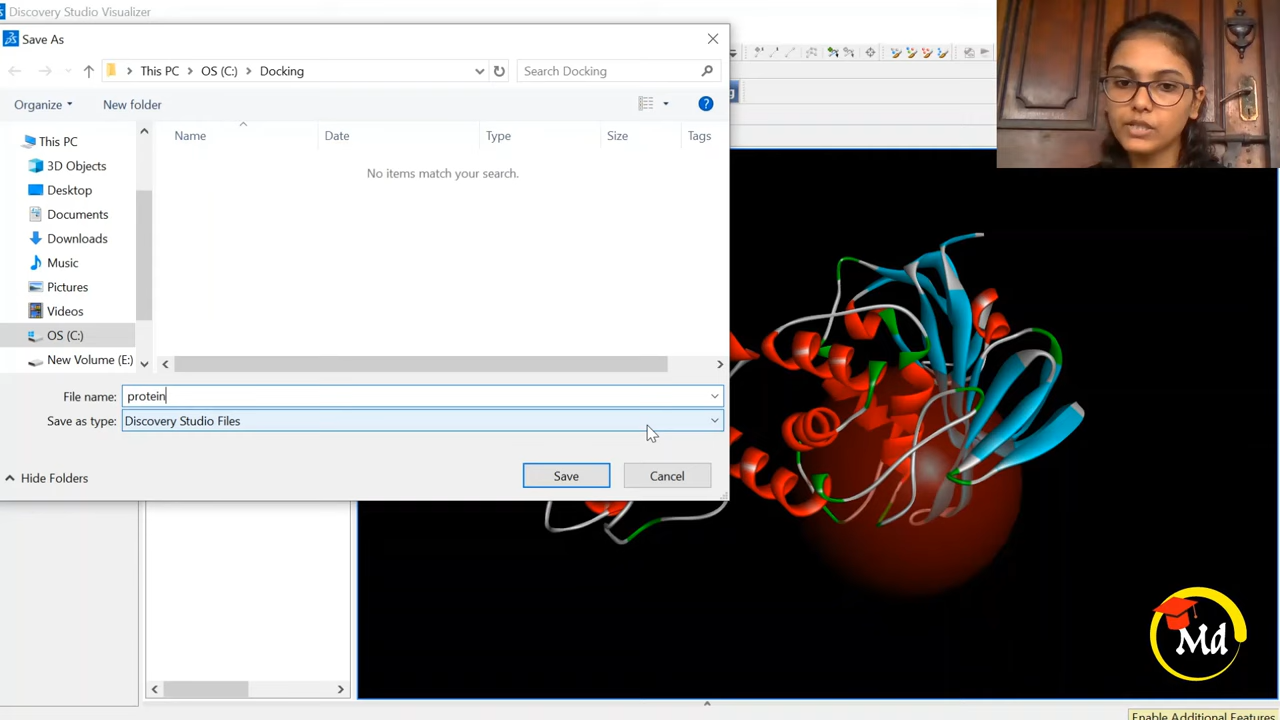 Discovery Studio Visualizer
Save As
This PC
OS (C:)
Docking
Search Docking
Organize
New folder
Name
Date
Type
Size
Tags
No items match your search.
This PC
3D Objects
Desktop
Documents
Downloads
Music
Pictures
Videos
OS (C:)
New Volume (E:)
File name: protein
Save as type: Discovery Studio Files
Hide Folders
Save
Cancel
Md
Enable Additional Features